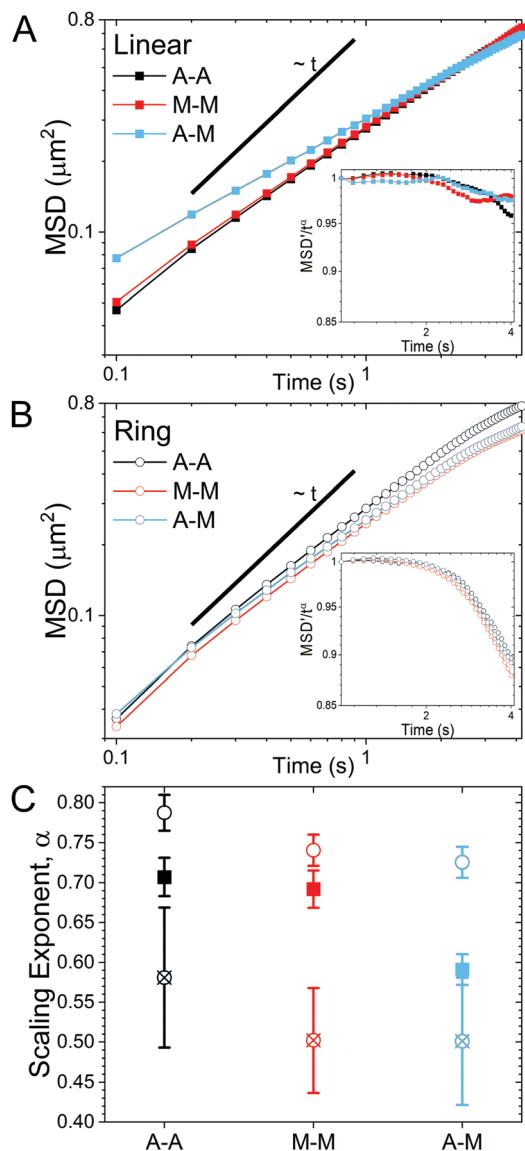 A
0.8
Linear
A-A
M-M
A-M
~ t
MSD (μm²)
0.1
1.00
0.95
0.9
0.85
MSD'/t^α
2
4
Time (s)
0.1
1
Time (s)
B
0.8
Ring
A-A
M-M
A-M
~ t
MSD (μm²)
0.1
1.00
0.95
0.9
0.85
MSD'/t^α
2
4
Time (s)
0.1
1
Time (s)
C
0.80
0.75
0.70
0.65
0.60
0.55
0.50
0.45
0.40
Scaling Exponent, α
A-A
M-M
A-M